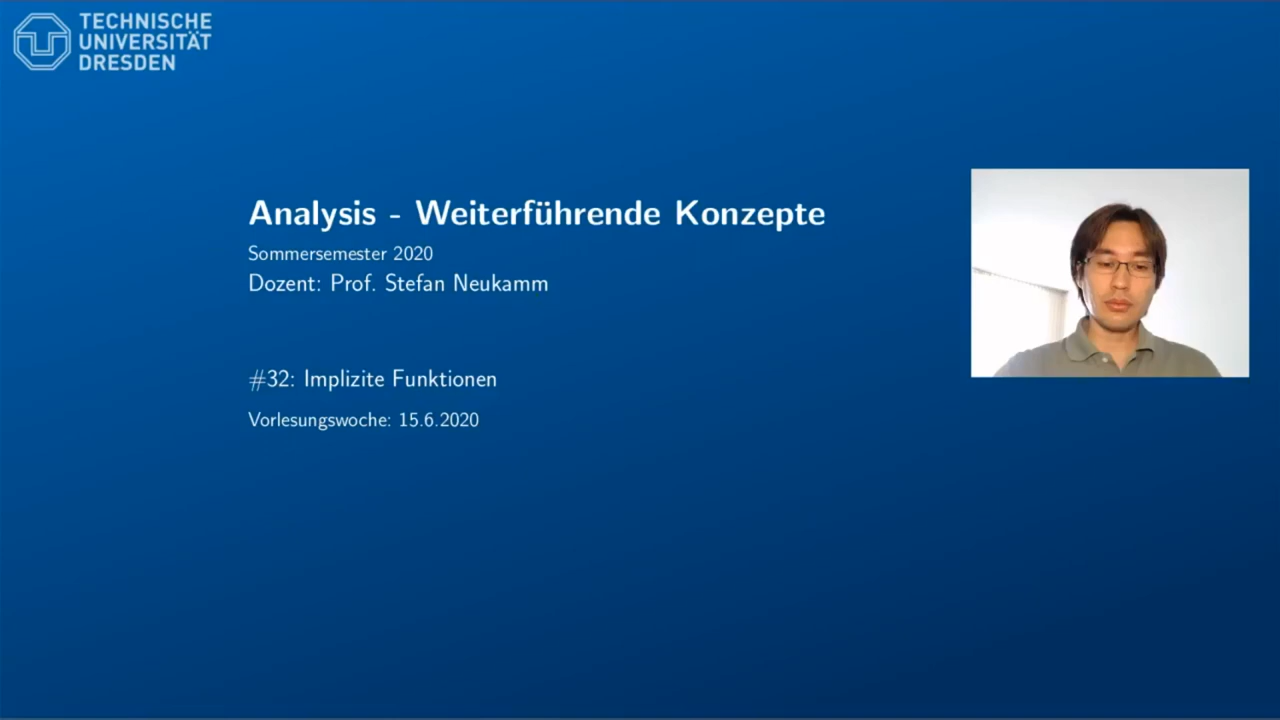 TECHNISCHE
UNIVERSITÄT
DRESDEN
Analysis - Weiterführende Konzepte
Sommersemester 2020
Dozent: Prof. Stefan Neukamm
#32: Implizite Funktionen
Vorlesungswoche: 15.6.2020